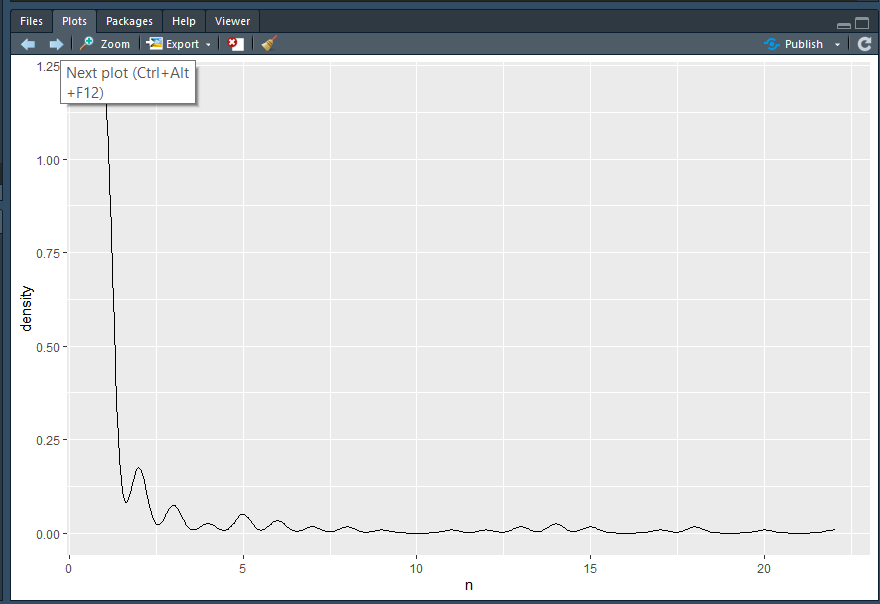 Files Plots Packages Help Viewer
Zoom Export Publish
Next plot (Ctrl+Alt
+F12)
1.25
1.00
0.75
0.50
0.25
0.00
density
0 5 10 15 20
n